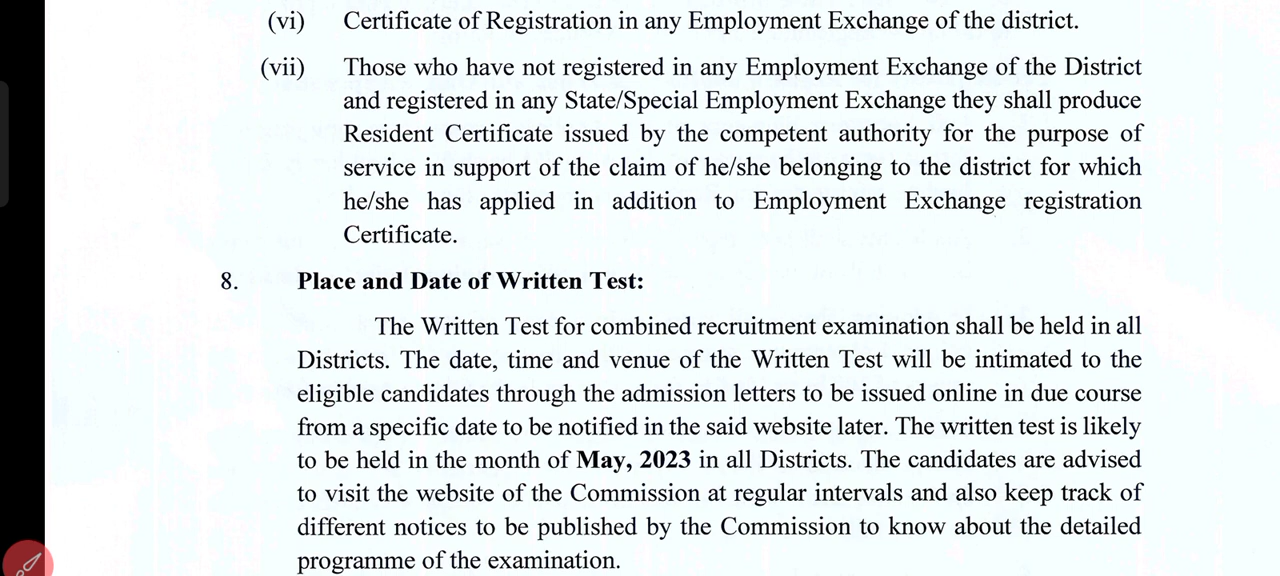 (vi) Certificate of Registration in any Employment Exchange of the district.
(vii) Those who have not registered in any Employment Exchange of the District
and registered in any State/Special Employment Exchange they shall produce
Resident Certificate issued by the competent authority for the purpose of
service in support of the claim of he/she belonging to the district for which
he/she has applied in addition to Employment Exchange registration
Certificate.
8. Place and Date of Written Test:
The Written Test for combined recruitment examination shall be held in all
Districts. The date, time and venue of the Written Test will be intimated to the
eligible candidates through the admission letters to be issued online in due course
from a specific date to be notified in the said website later. The written test is likely
to be held in the month of May, 2023 in all Districts. The candidates are advised
to visit the website of the Commission at regular intervals and also keep track of
different notices to be published by the Commission to know about the detailed
programme of the examination.